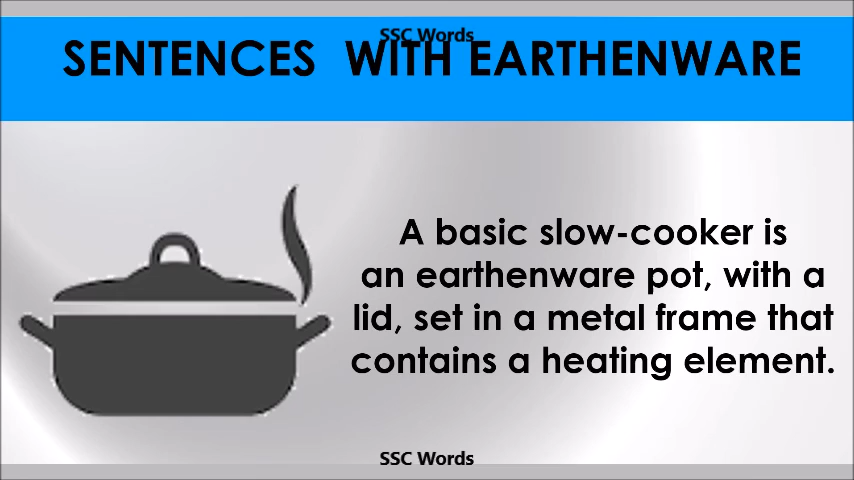 SSC Words
SENTENCES WITH EARTHENWARE
A basic slow-cooker is
an earthenware pot, with a
lid, set in a metal frame that
contains a heating element.
SSC Words